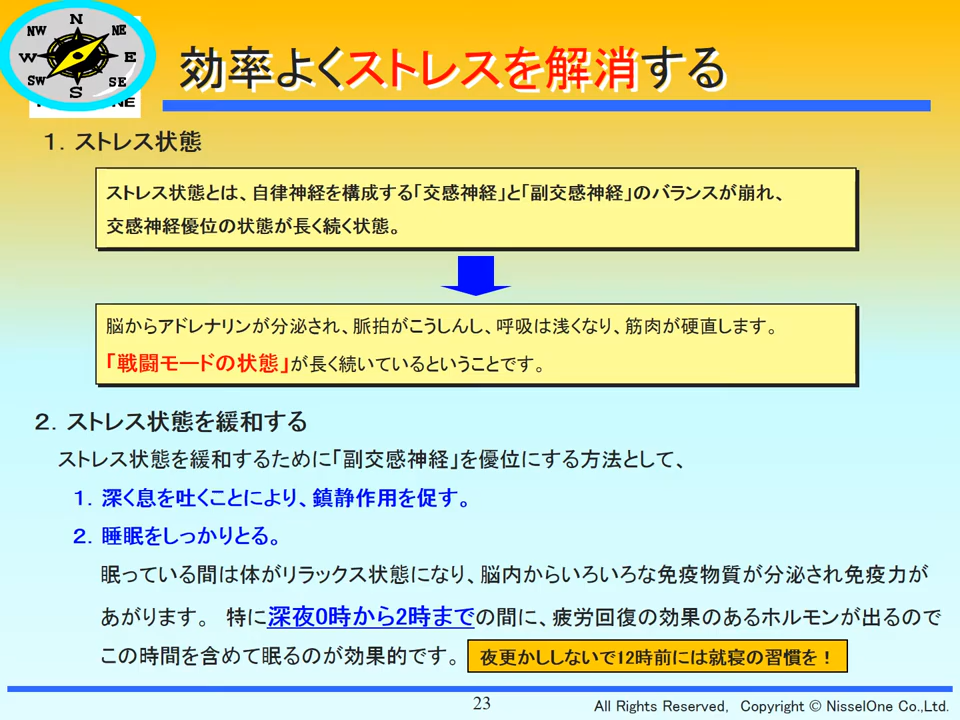 N
NW NE
W E
SW SE
S
効率よくストレスを解消する
1. ストレス状態
ストレス状態とは、自律神経を構成する「交感神経」と「副交感神経」のバランスが崩れ、
交感神経優位の状態が長く続く状態。
脳からアドレナリンが分泌され、脈拍がこうしんし、呼吸は浅くなり、筋肉が硬直します。
「戦闘モードの状態」が長く続いているということです。
2. ストレス状態を緩和する
ストレス状態を緩和するために「副交感神経」を優位にする方法として、
1. 深く息を吐くことにより、鎮静作用を促す。
2. 睡眠をしっかりとる。
眠っている間は体がリラックス状態になり、脳内からいろいろな免疫物質が分泌され免疫力が
あがります。 特に深夜0時から2時までの間に、疲労回復の効果のあるホルモンが出るので
この時間を含めて眠るのが効果的です。 夜更かししないで12時前には就寝の習慣を！
23
All Rights Reserved, Copyright © NisselOne Co.,Ltd.